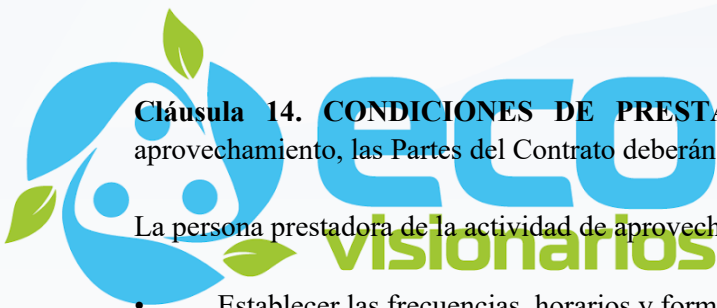 eco
Cláusula 14. CONDICIONES DE PREST
aprovechamiento, las Partes del Contrato deberán
La persona prestadora de la actividad de aprovech
visionarios
• Establecer las frecuencias, horarios y form